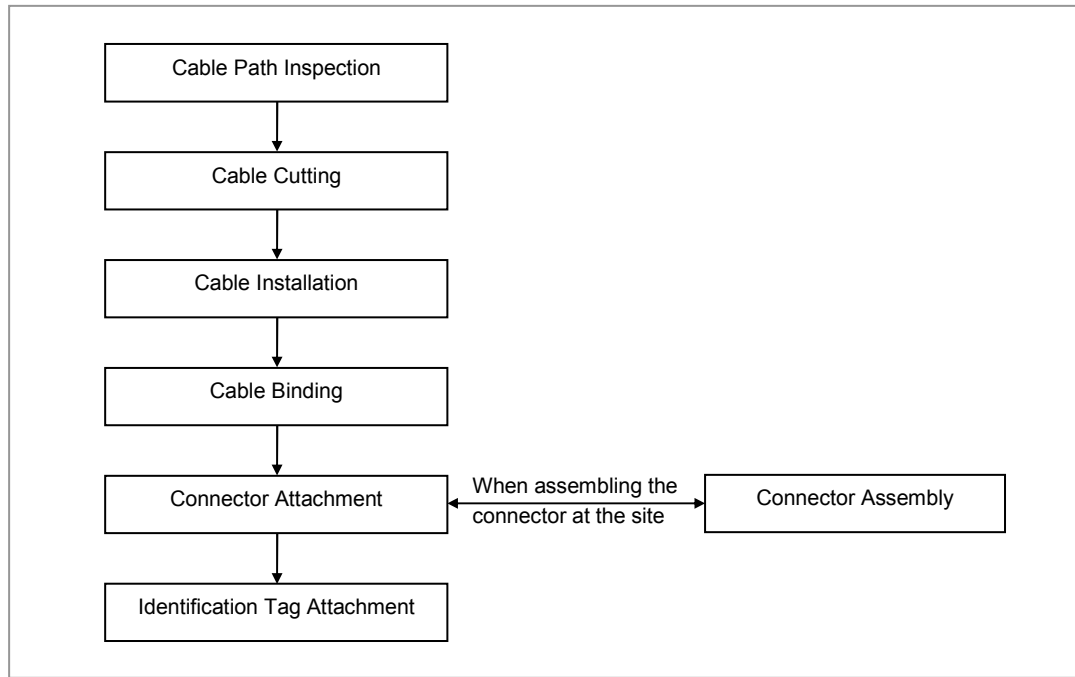 Cable Path Inspection
Cable Cutting
Cable Installation
Cable Binding
Connector Attachment
When assembling the
connector at the site
Connector Assembly
Identification Tag Attachment